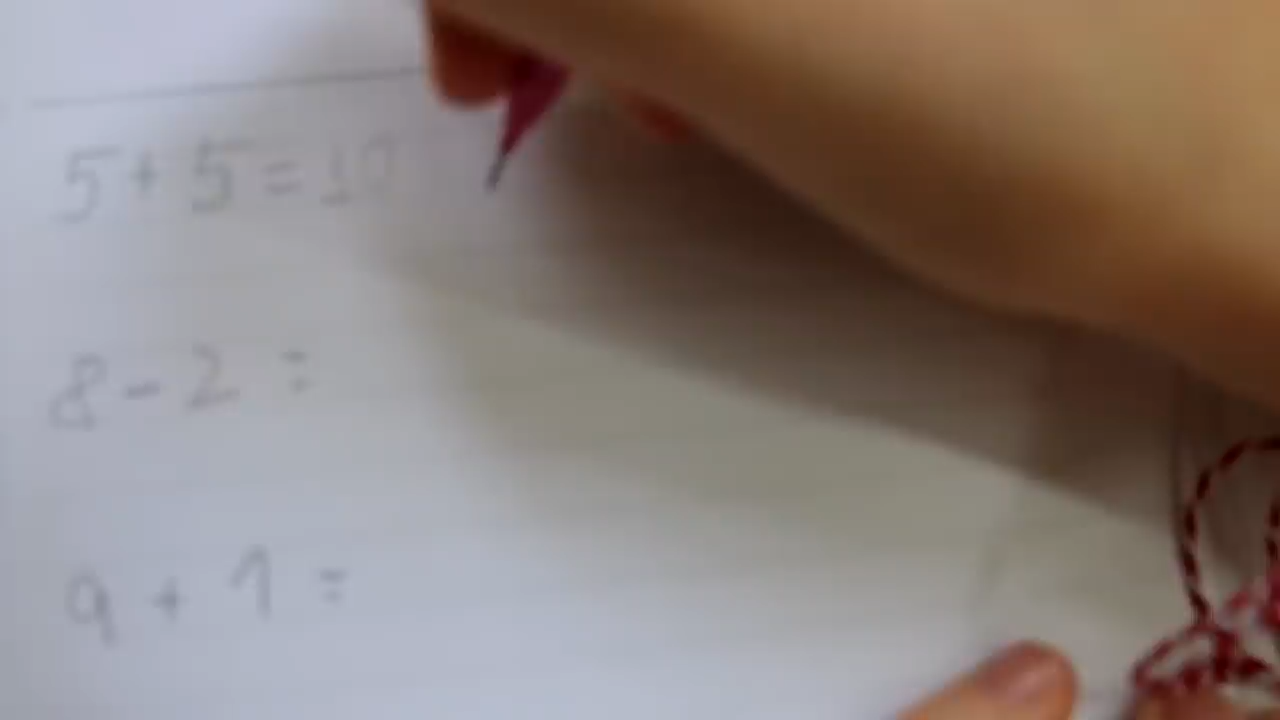 5 + 5 = 10
8 - 2 =
9 + 1 =